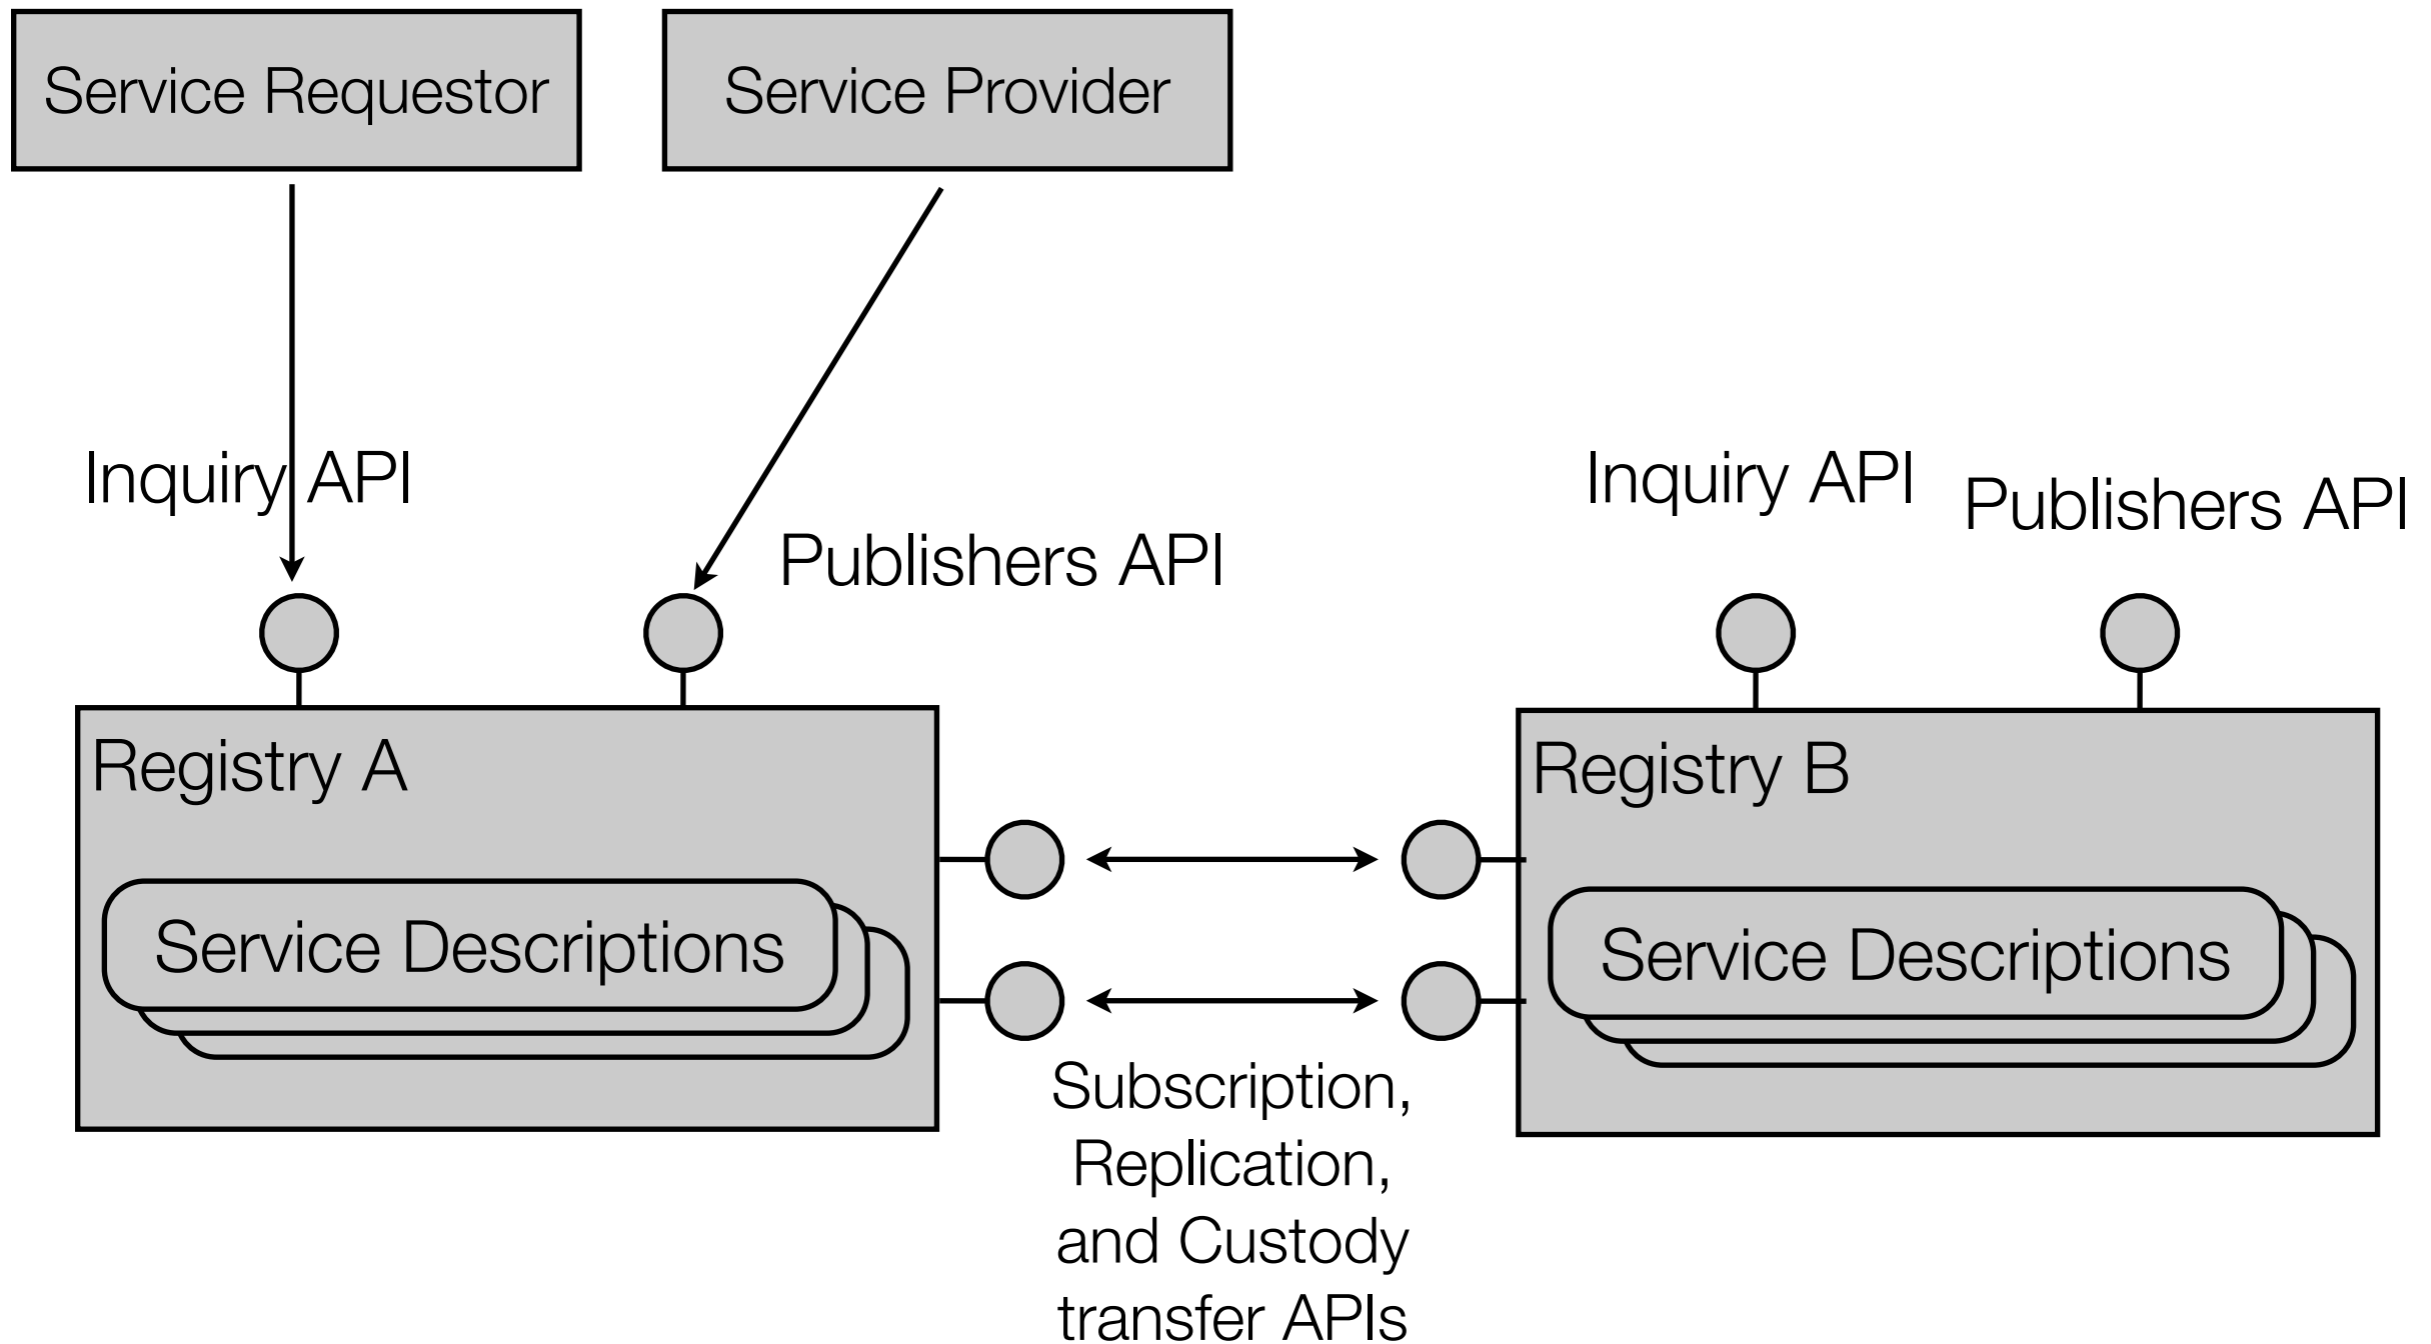 Service Requestor
Service Provider
Inquiry API
Publishers API
Inquiry API
Publishers API
Registry A
Service Descriptions
Registry B
Service Descriptions
Subscription,
Replication,
and Custody
transfer APIs